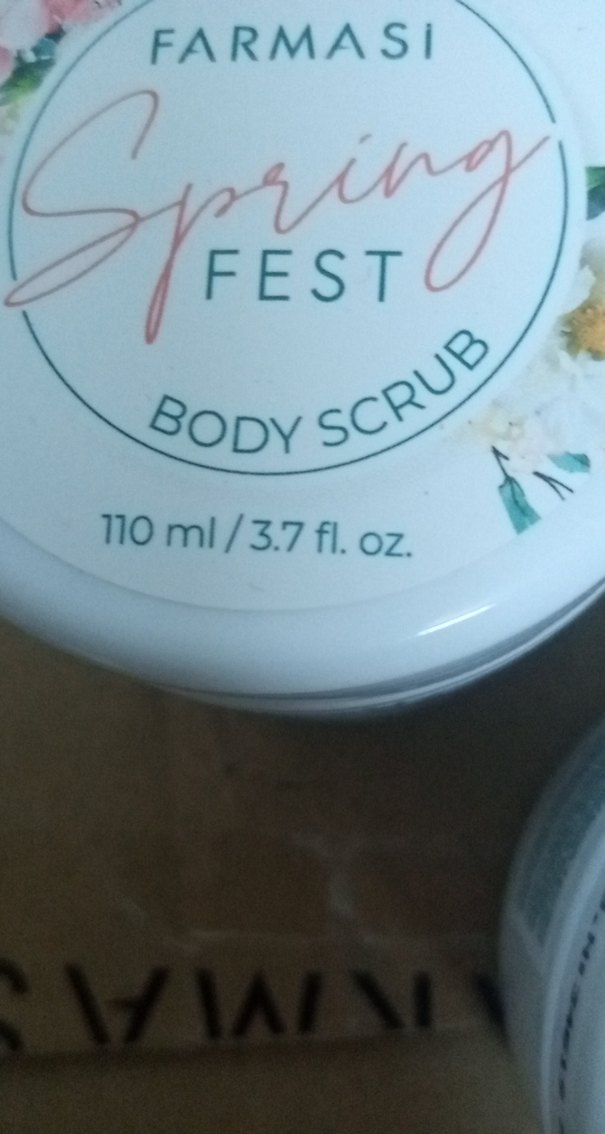 FARMASİ
Spring
FEST
BODY SCRUB
110 ml / 3.7 fl. oz.